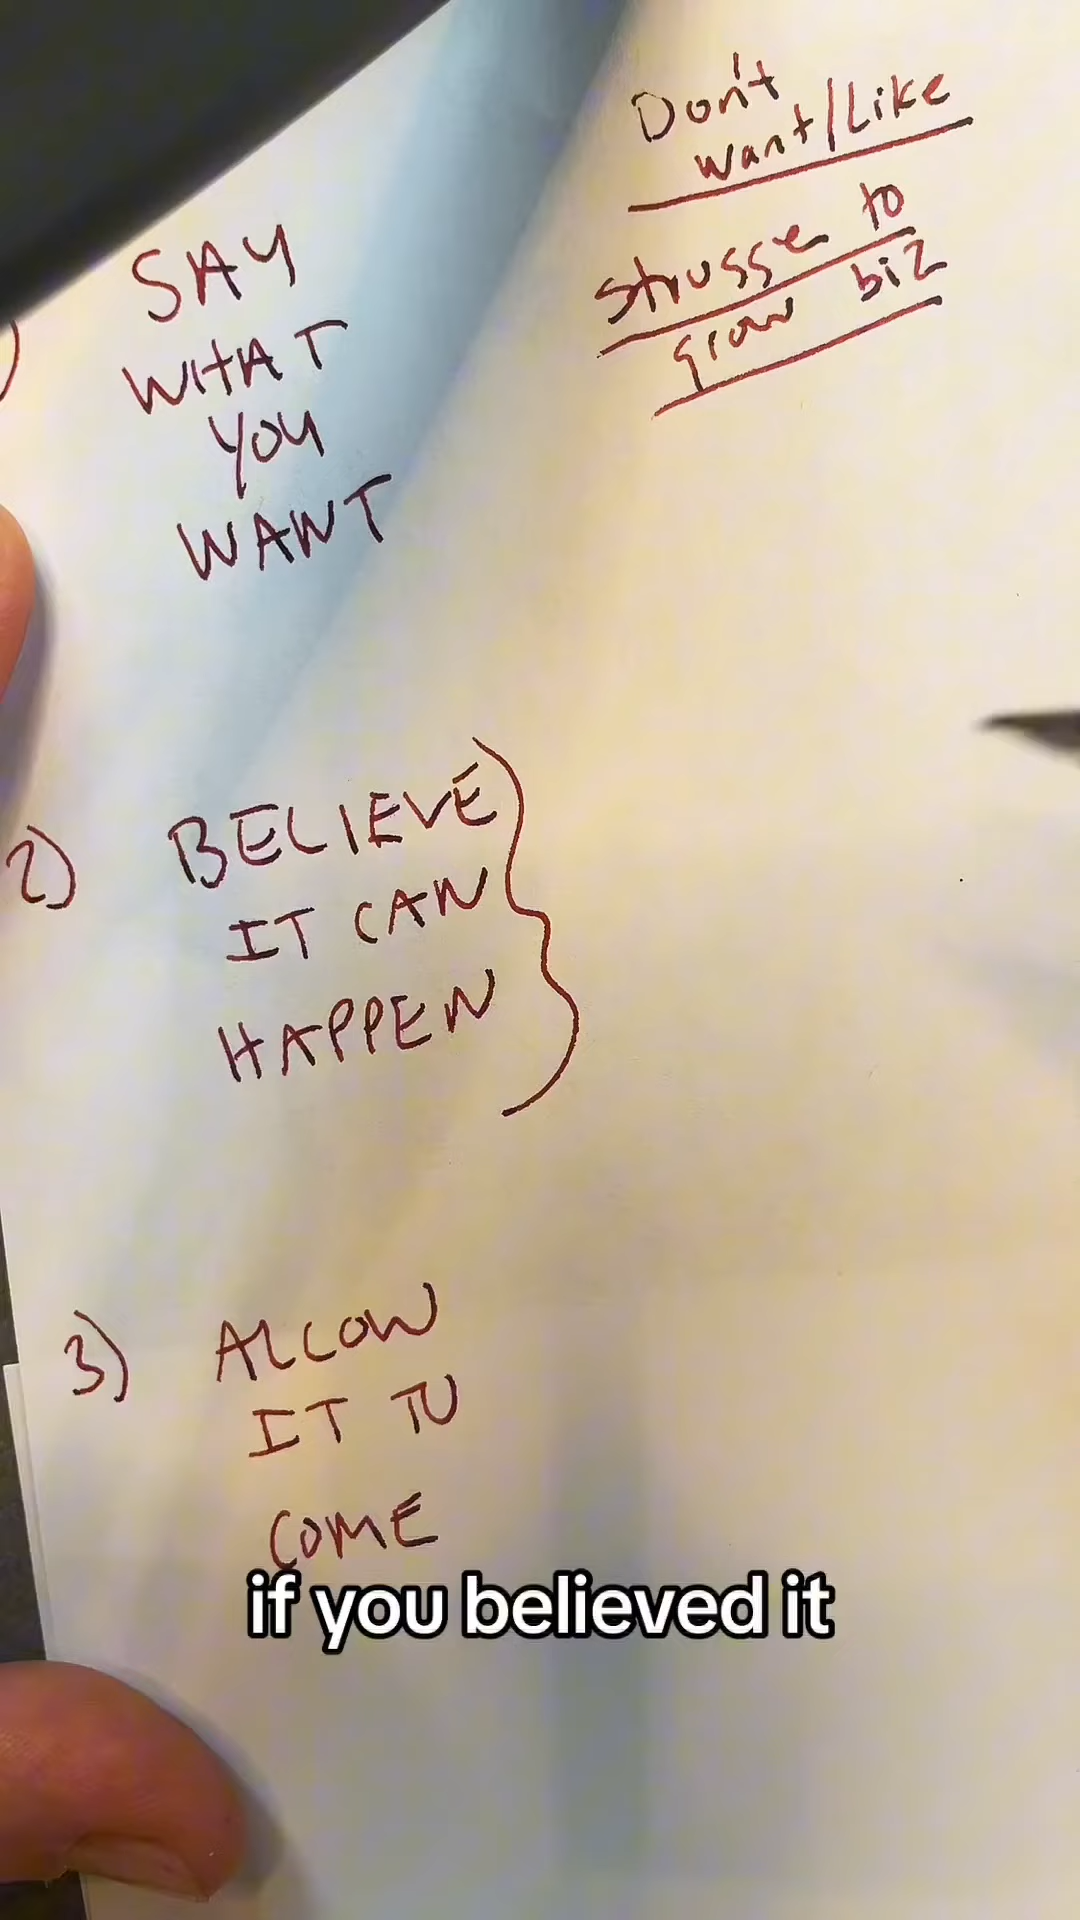 SAY
WHAT
YOU
WANT
Don't
Want/Like
to
grow biz
2) BELIEVE
IT CAN
HAPPEN
3) ALLOW
IT TO
COME
if you believed it